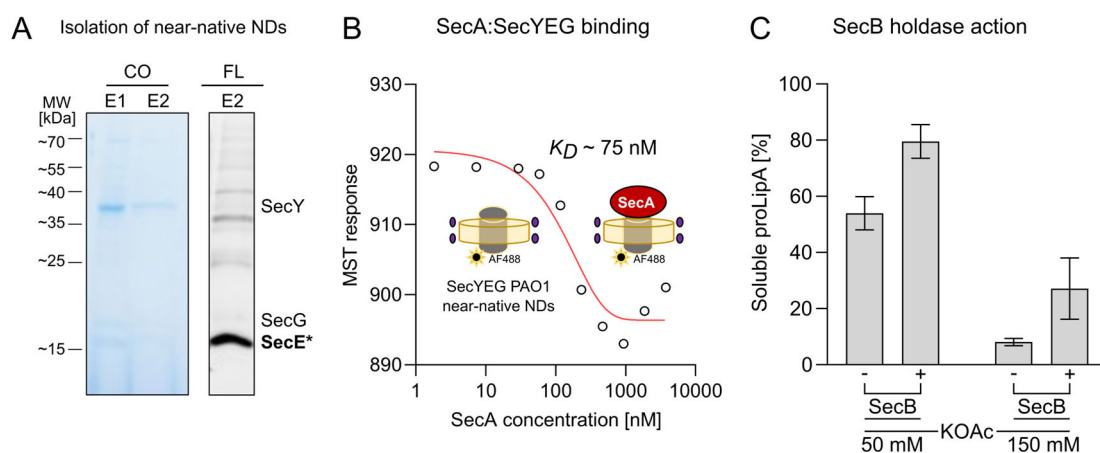 A Isolation of near-native NDs
CO FL
MW [kDa] E1 E2 E2
~70
~55
~40
~35
~25
~15
SecY
SecG
SecE*
B SecA:SecYEG binding
MST response
930
920
910
900
890
K_D ~ 75 nM
SecA
AF488
AF488
SecYEG PAO1
near-native NDs
1 10 100 1000 10000
SecA concentration [nM]
C SecB holdase action
Soluble proLipA [%]
100
80
60
40
20
0
- + - +
SecB SecB
KOAc
50 mM 150 mM